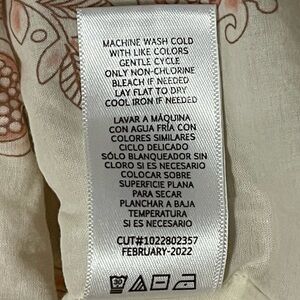 MACHINE WASH COLD
WITH LIKE COLORS
GENTLE CYCLE
ONLY NON-CHLORINE
BLEACH IF NEEDED
LAY FLAT TO DRY
COOL IRON IF NEEDED
LAVAR A MÁQUINA
CON AGUA FRÍA CON
COLORES SIMILARES
CICLO DELICADO
SÓLO BLANQUEADOR SIN
CLORO SI ES NECESARIO
COLOCAR SOBRE
SUPERFICIE PLANA
PARA SECAR
PLANCHAR A BAJA
TEMPERATURA
SI ES NECESARIO
CUT#1022802357
FEBRUARY-2022
30